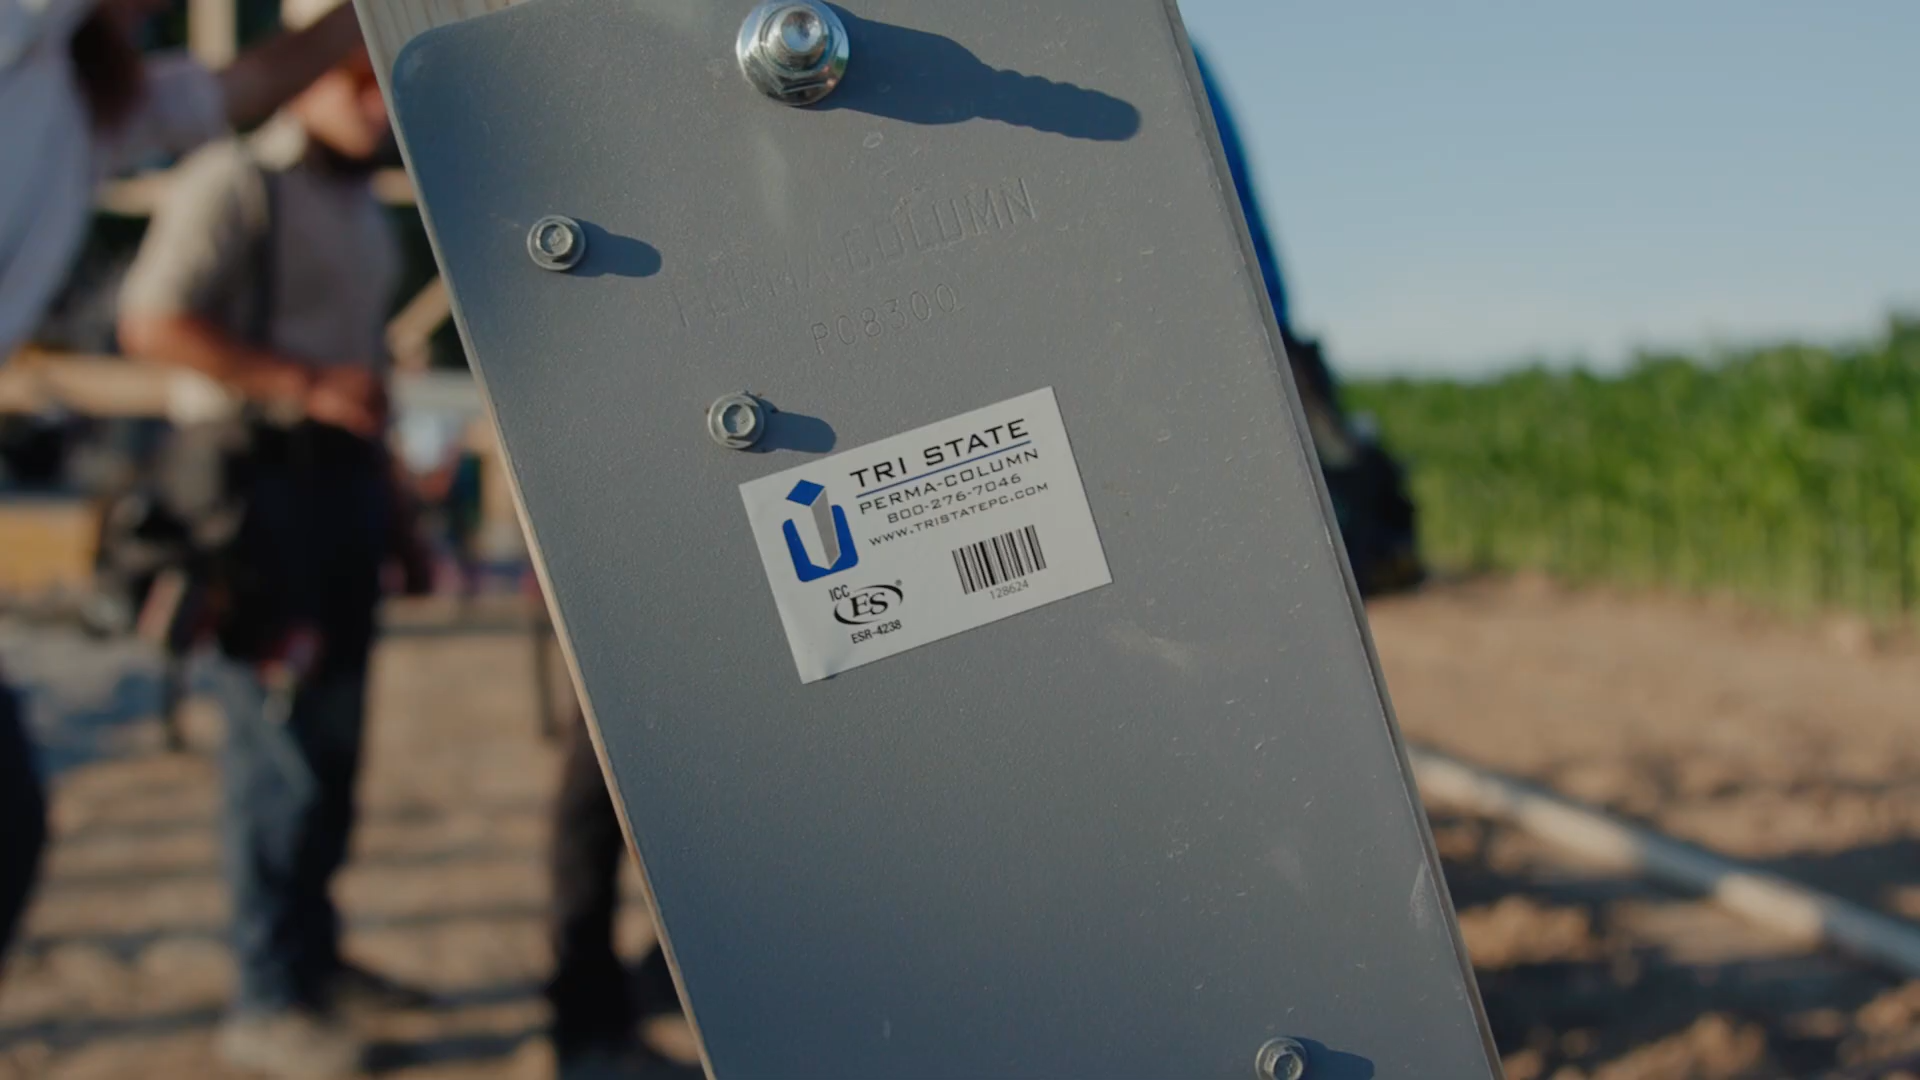 PERMA-COLUMN
PC8300
TRI STATE
PERMA-COLUMN
800-276-7046
WWW.TRISTATEPC.COM
ICC
ES®
ESR-4238
128624